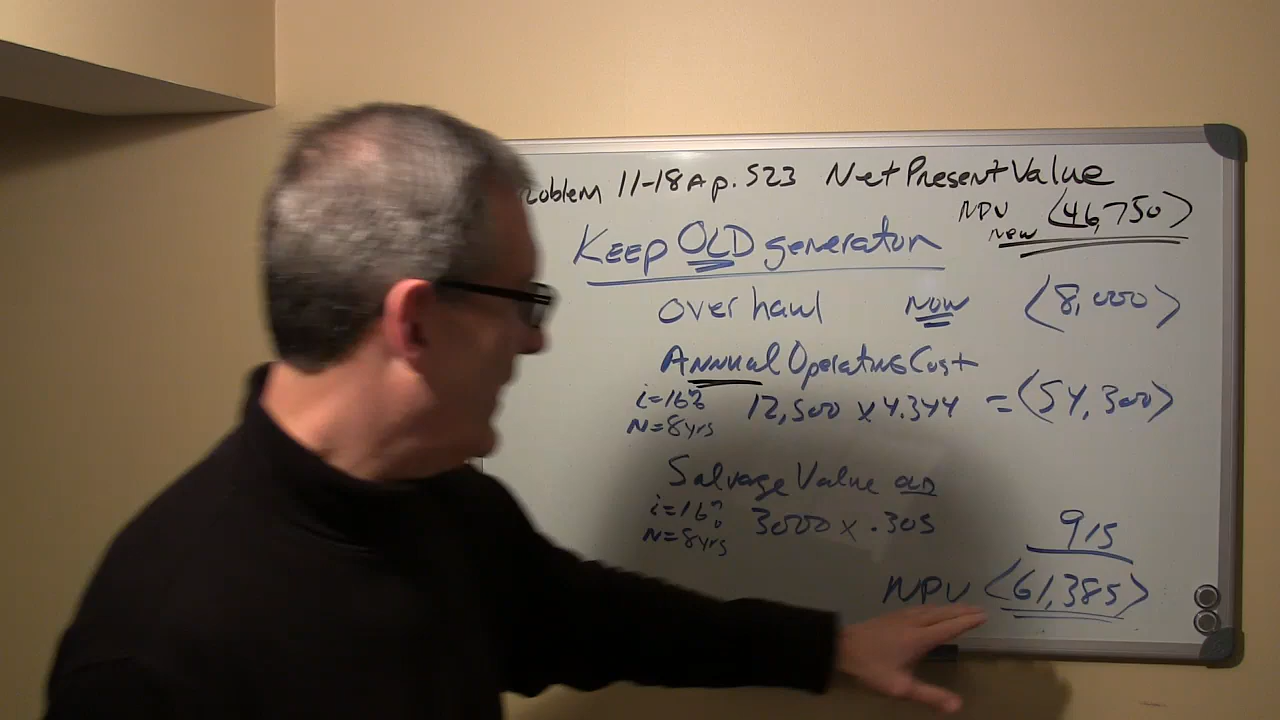 roblem 11-18A p. 523 Net Present Value
NPV <46,750>
New
Keep OLD generator
Overhaul Now <8,000>
Annual Operating Cost
i=16%
N=8yrs
12,500 x 4.344 = <54,300>
Salvage Value OLD
i=16%
N=8yrs
3000 x .305
915
NPV <61,385>